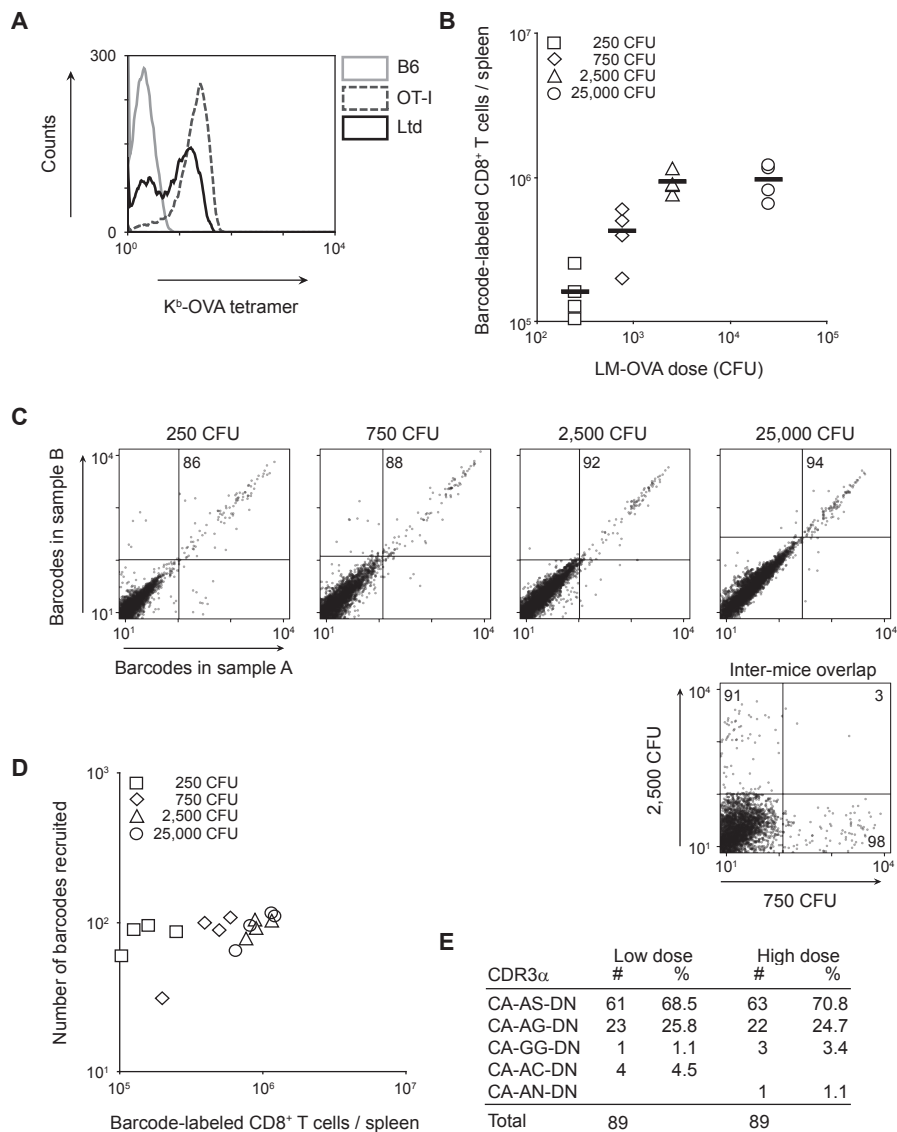 A
300
Counts
0
10⁰
10⁴
Kᵇ-OVA tetramer
B6
OT-I
Ltd
B
Barcode-labeled CD8⁺ T cells / spleen
10⁷
10⁶
10⁵
250 CFU
750 CFU
2,500 CFU
25,000 CFU
10² 10³ 10⁴ 10⁵
LM-OVA dose (CFU)
C
250 CFU
750 CFU
2,500 CFU
25,000 CFU
Barcodes in sample B
10⁴
10¹
86
88
92
94
10¹ 10⁴
10¹ 10⁴
10¹ 10⁴
10¹ 10⁴
Barcodes in sample A
Inter-mice overlap
2,500 CFU
10⁴
10¹
91
3
98
10¹ 10⁴
750 CFU
D
Number of barcodes recruited
10³
10²
10¹
250 CFU
750 CFU
2,500 CFU
25,000 CFU
10⁵ 10⁶ 10⁷
Barcode-labeled CD8⁺ T cells / spleen
E
Low dose High dose
CDR3α # % # %
CA-AS-DN 61 68.5 63 70.8
CA-AG-DN 23 25.8 22 24.7
CA-GG-DN 1 1.1 3 3.4
CA-AC-DN 4 4.5
CA-AN-DN 1 1.1
Total 89 89